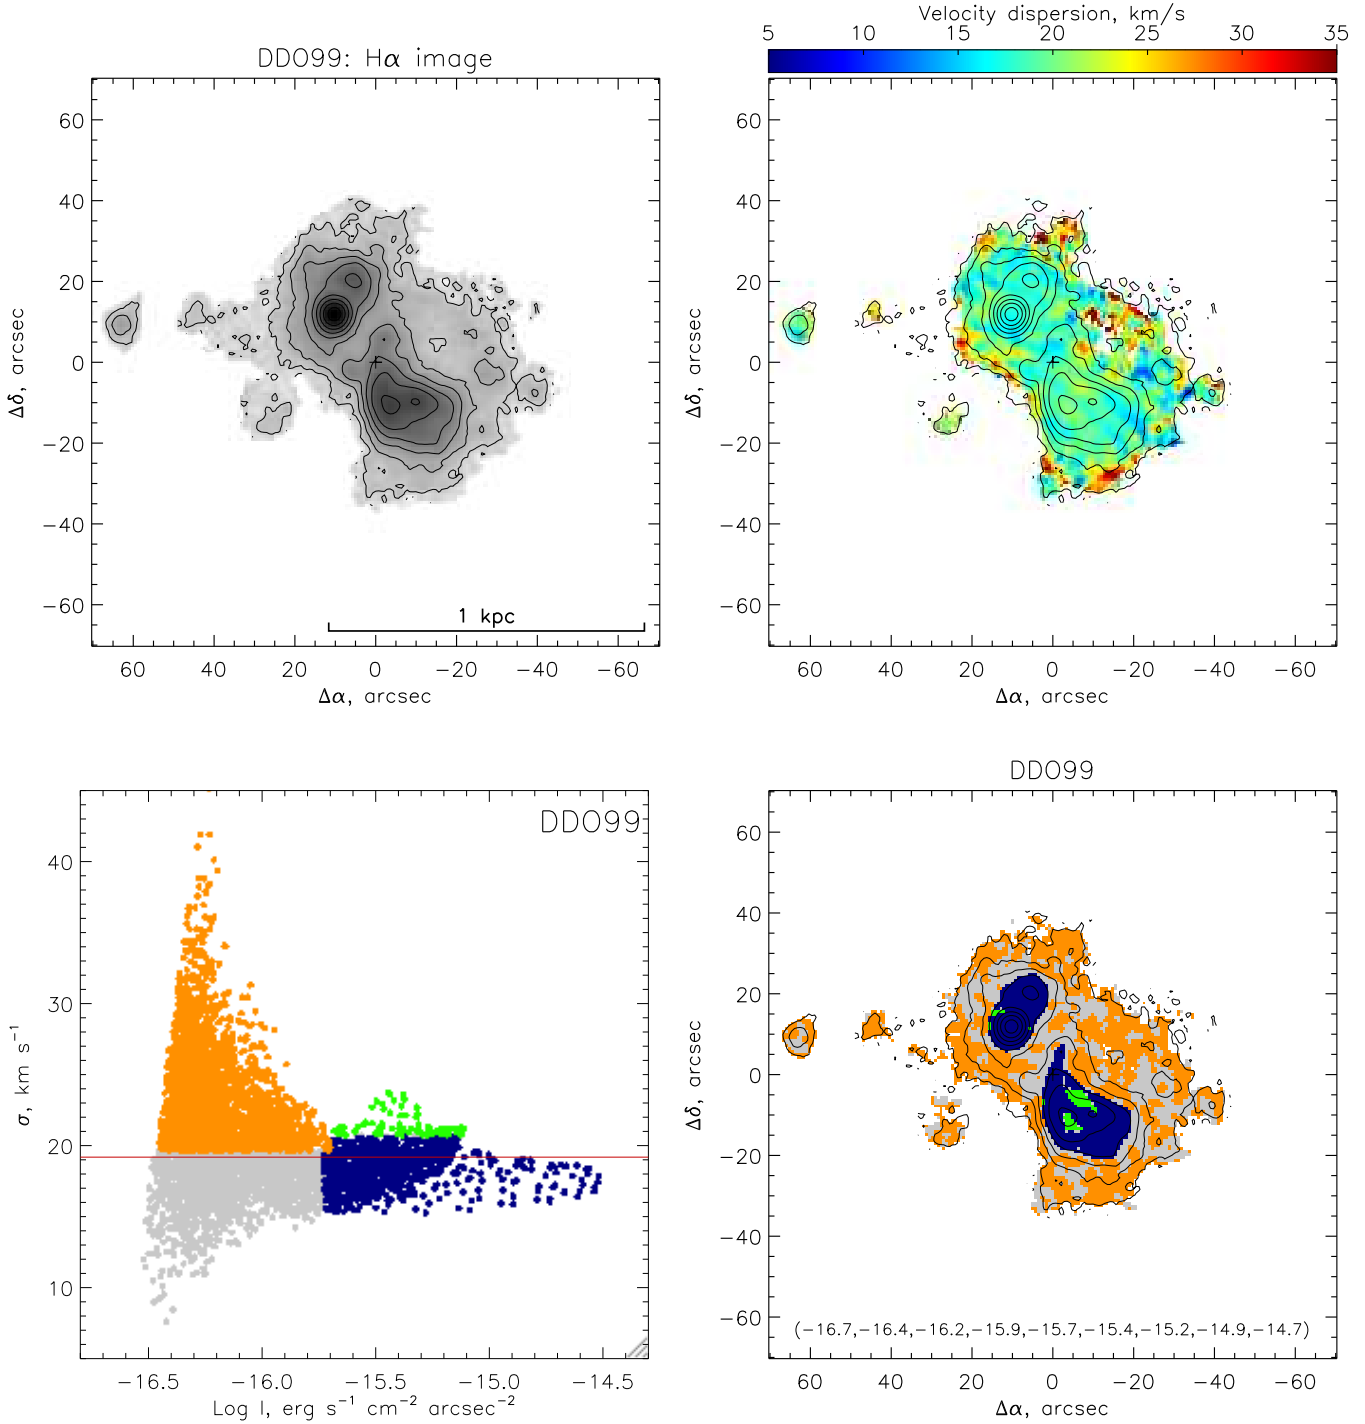 Velocity dispersion, km/s
5 10 15 20 25 30 35
DDO99: Hα image
60
40
20
0
−20
−40
−60
1 kpc
60 40 20 0 −20 −40 −60
Δα, arcsec
Δδ, arcsec
60
40
20
0
−20
−40
−60
60 40 20 0 −20 −40 −60
Δα, arcsec
Δδ, arcsec
DDO99
40
30
20
10
σ, km s⁻¹
−16.5 −16.0 −15.5 −15.0 −14.5
Log I, erg s⁻¹ cm⁻² arcsec⁻²
DDO99
60
40
20
0
−20
−40
−60
Δδ, arcsec
(−16.7,−16.4,−16.2,−15.9,−15.7,−15.4,−15.2,−14.9,−14.7)
60 40 20 0 −20 −40 −60
Δα, arcsec